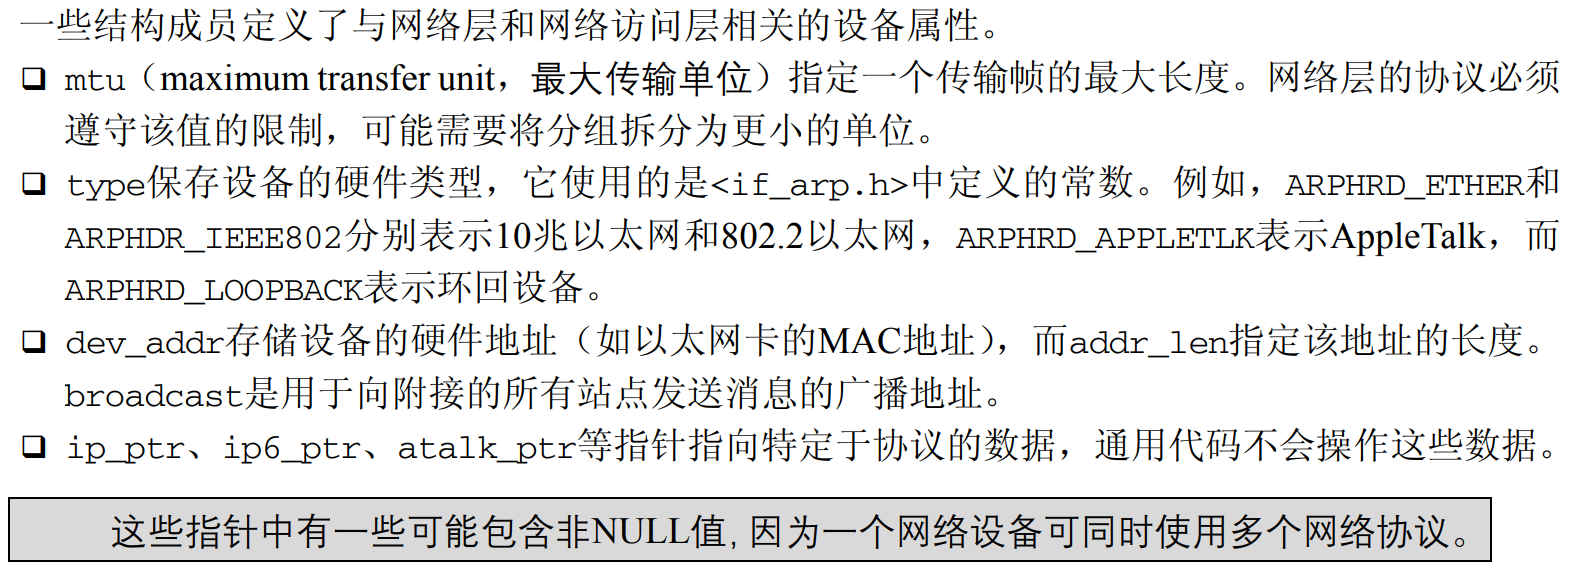 一些结构成员定义了与网络层和网络访问层相关的设备属性。
❑ mtu（maximum transfer unit，最大传输单位）指定一个传输帧的最大长度。网络层的协议必须
遵守该值的限制，可能需要将分组拆分为更小的单位。
❑ type保存设备的硬件类型，它使用的是<if_arp.h>中定义的常数。例如，ARPHRD_ETHER和
ARPHDR_IEEE802分别表示10兆以太网和802.2以太网，ARPHRD_APPLETLK表示AppleTalk，而
ARPHRD_LOOPBACK表示环回设备。
❑ dev_addr存储设备的硬件地址（如以太网卡的MAC地址），而addr_len指定该地址的长度。
broadcast是用于向附接的所有站点发送消息的广播地址。
❑ ip_ptr、ip6_ptr、atalk_ptr等指针指向特定于协议的数据，通用代码不会操作这些数据。
这些指针中有一些可能包含非NULL值，因为一个网络设备可同时使用多个网络协议。